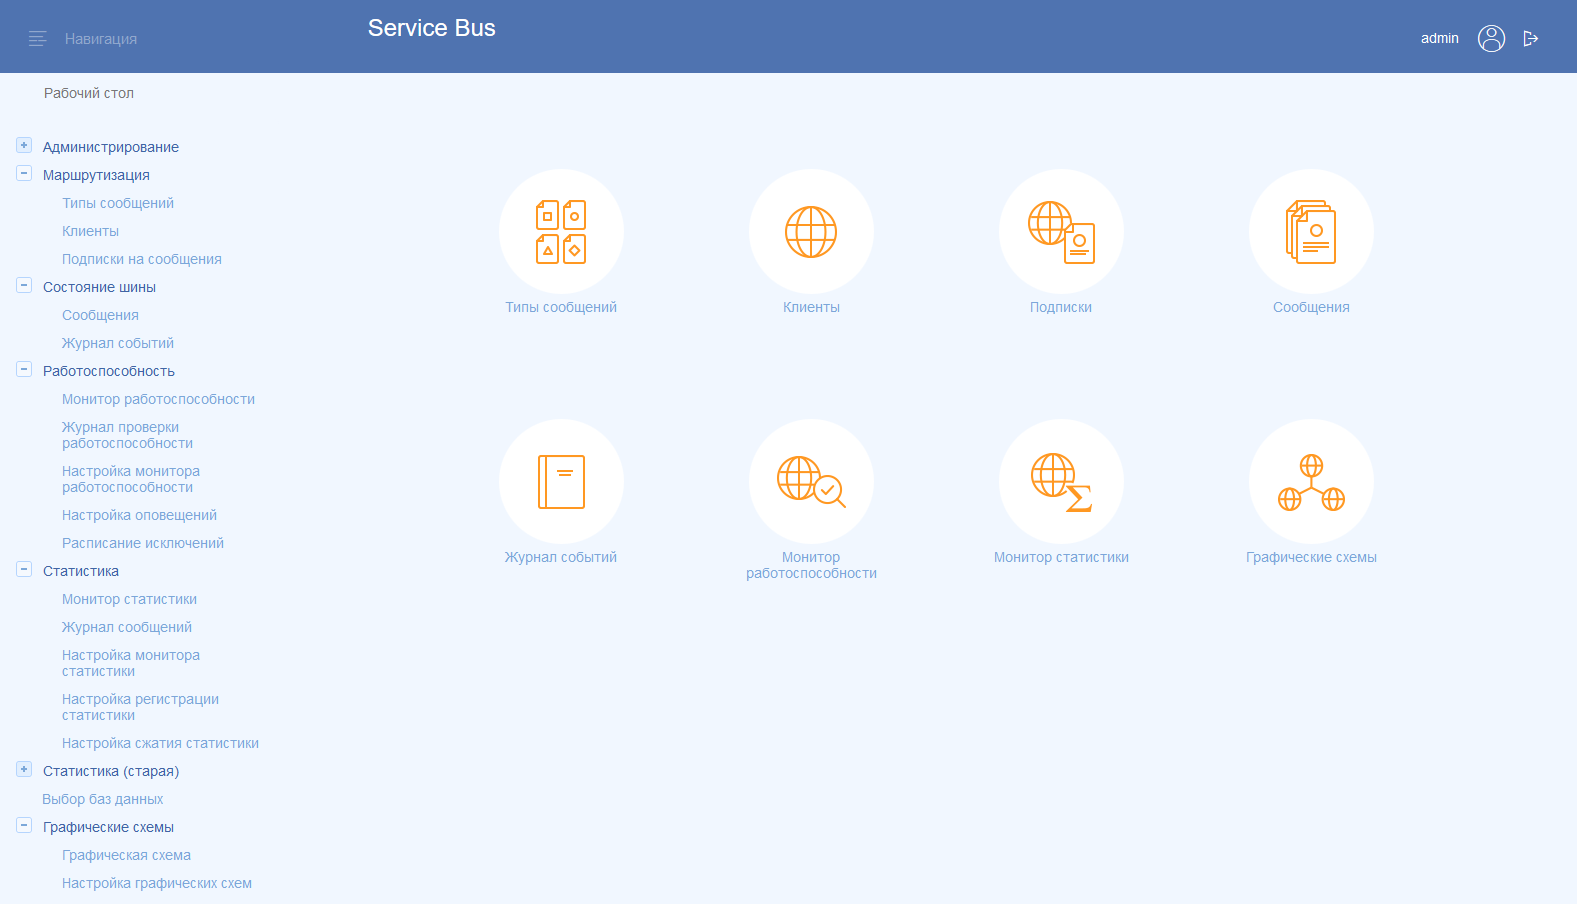 Навигация
Service Bus
admin
Рабочий стол
Администрирование
Маршрутизация
Типы сообщений
Клиенты
Подписки на сообщения
Состояние шины
Сообщения
Журнал событий
Работоспособность
Монитор работоспособности
Журнал проверки
работоспособности
Настройка монитора
работоспособности
Настройка оповещений
Расписание исключений
Статистика
Монитор статистики
Журнал сообщений
Настройка монитора
статистики
Настройка регистрации
статистики
Настройка сжатия статистики
Статистика (старая)
Выбор баз данных
Графические схемы
Графическая схема
Настройка графических схем
Типы сообщений
Клиенты
Подписки
Сообщения
Журнал событий
Монитор
работоспособности
Монитор статистики
Графические схемы